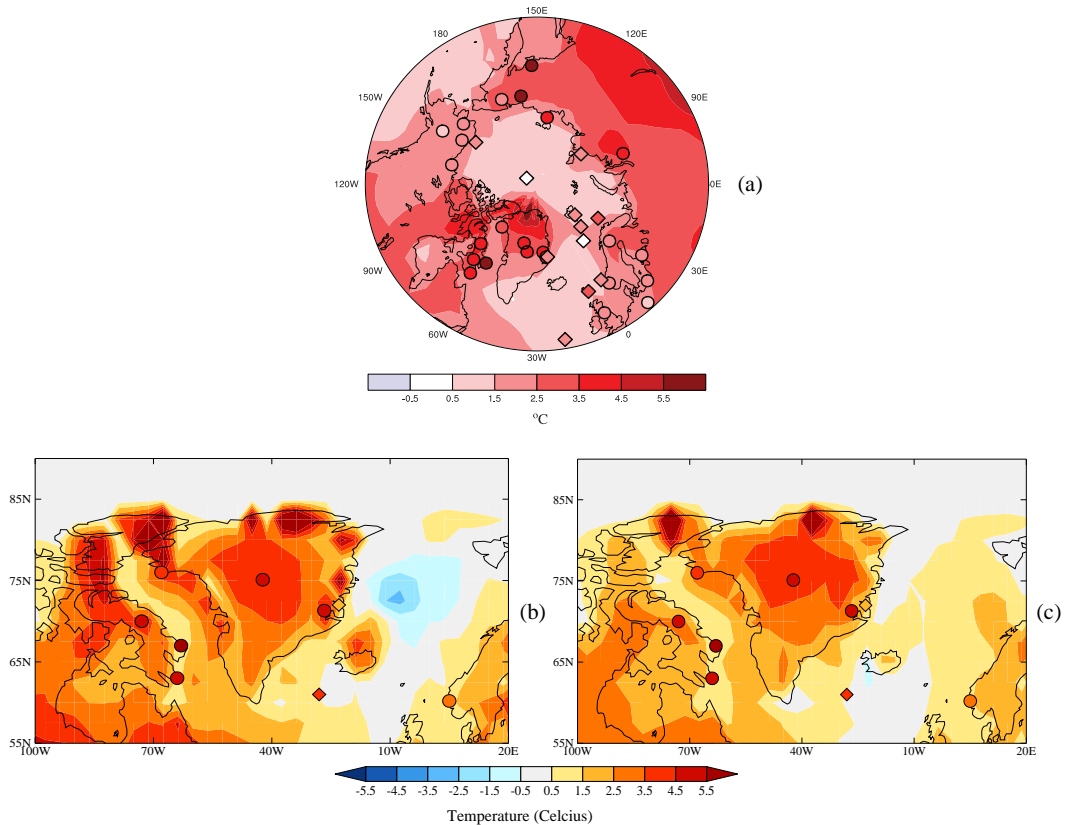 150E
180
120E
150W
90E
120W
0E
(a)
90W
30E
60W
0
30W
-0.5 0.5 1.5 2.5 3.5 4.5 5.5
°C
85N
75N
65N
55N
100W 70W 40W 10W 20E
(b)
85N
75N
65N
55N
100W 70W 40W 10W 20E
(c)
-5.5 -4.5 -3.5 -2.5 -1.5 -0.5 0.5 1.5 2.5 3.5 4.5 5.5
Temperature (Celcius)